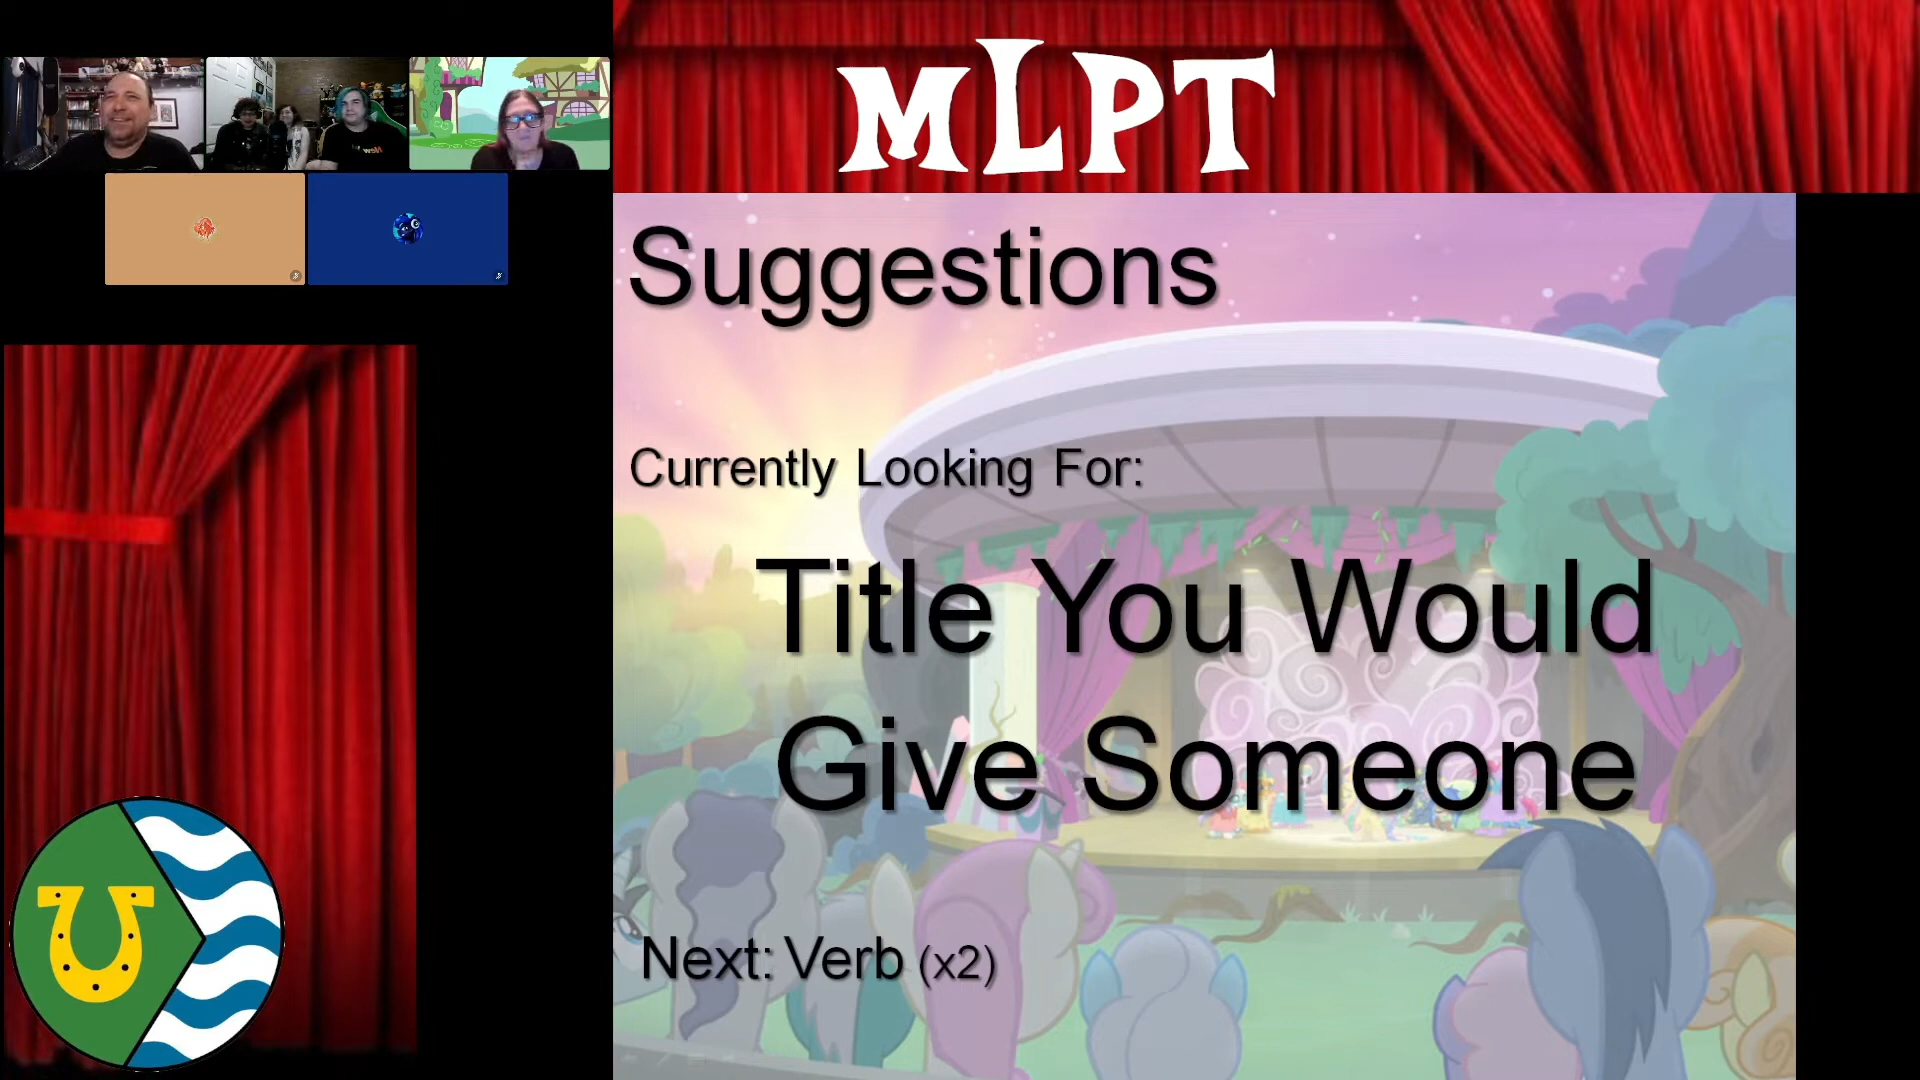 MLPT
Suggestions
Currently Looking For:
Title You Would
Give Someone
Next: Verb (x2)